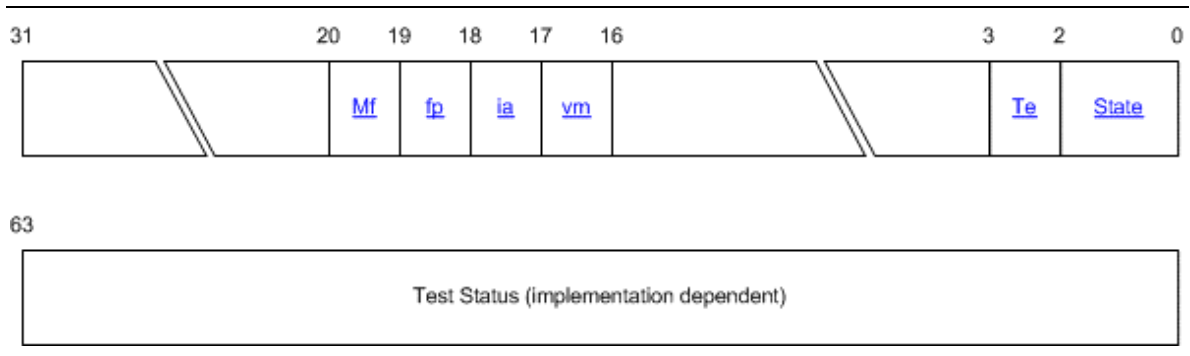 31 20 19 18 17 16 3 2 0
Mf fp ia vm Te State
63
Test Status (implementation dependent)